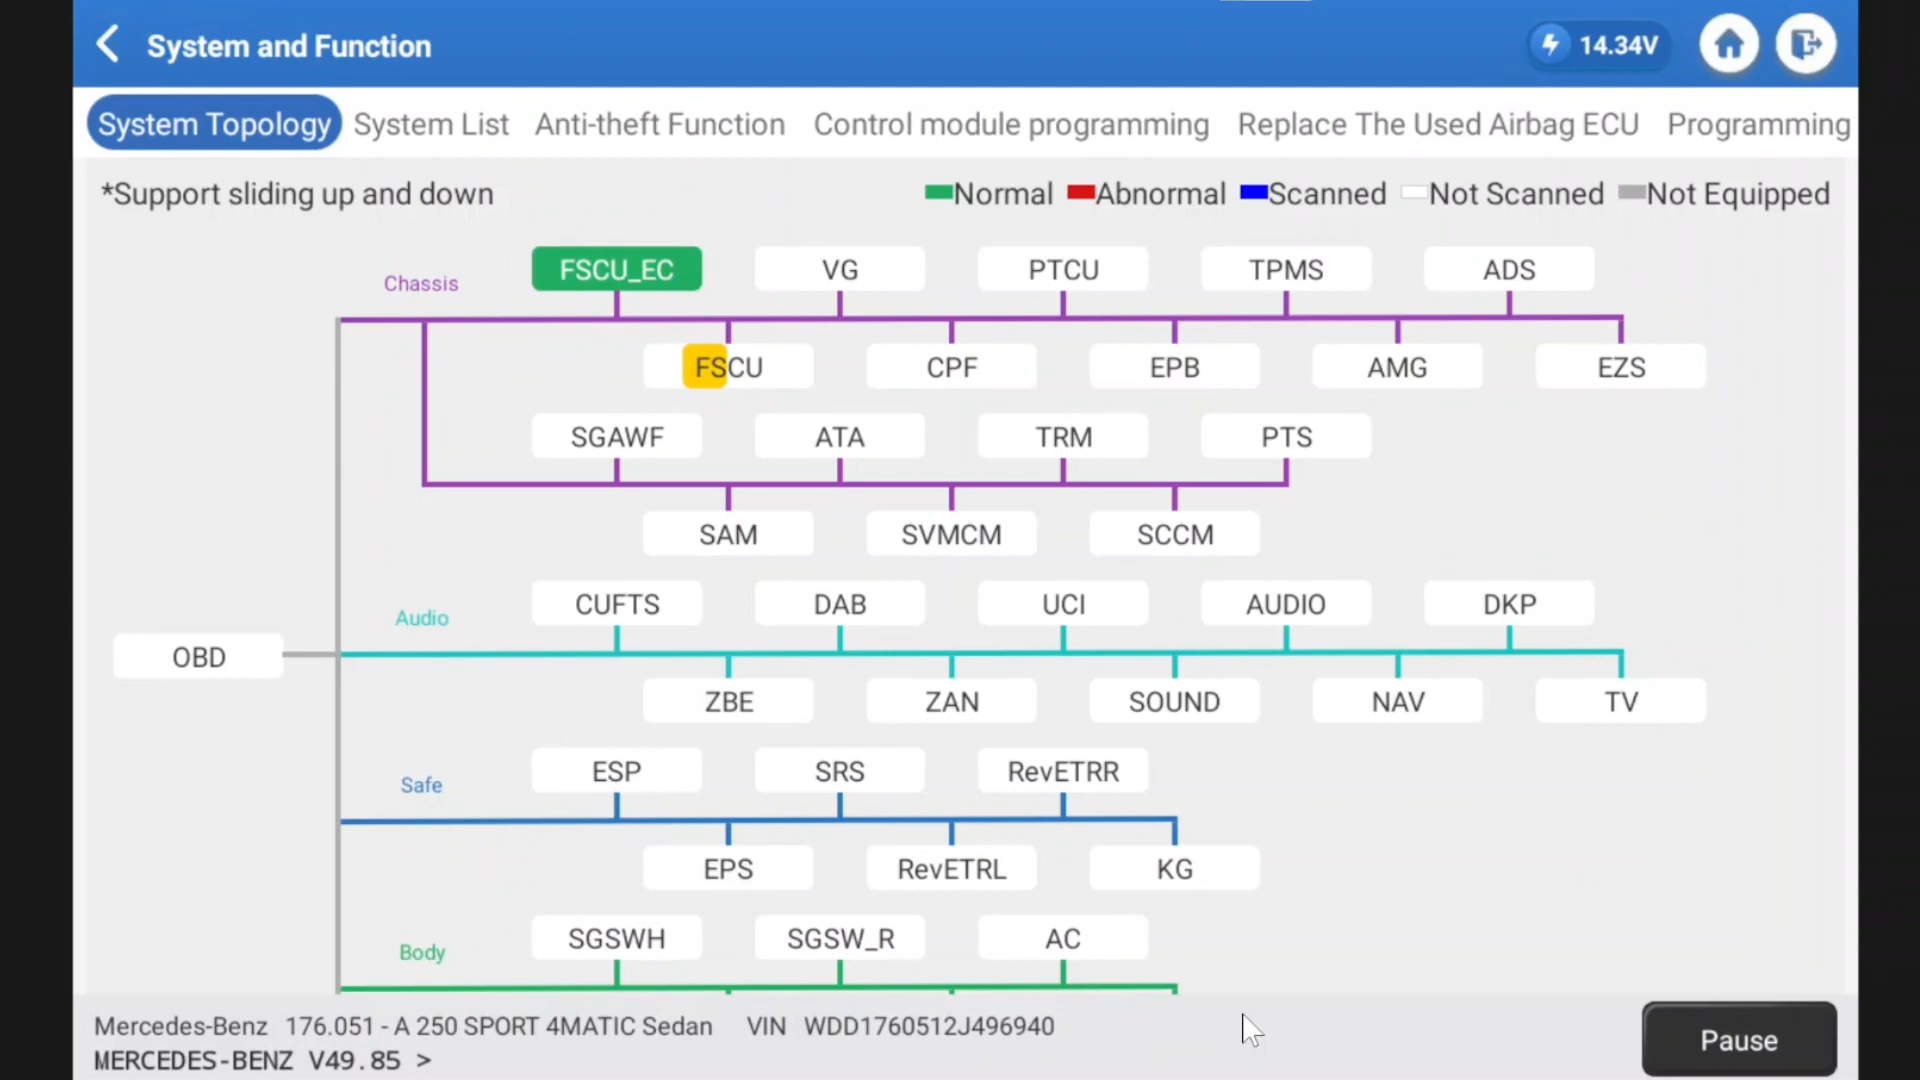 System and Function
14.34V
System Topology System List Anti-theft Function Control module programming Replace The Used Airbag ECU Programming
*Support sliding up and down
Normal Abnormal Scanned Not Scanned Not Equipped
Chassis
FSCU_EC VG PTCU TPMS ADS
FSCU CPF EPB AMG EZS
SGAWF ATA TRM PTS
SAM SVMCM SCCM
Audio
CUFTS DAB UCI AUDIO DKP
OBD
ZBE ZAN SOUND NAV TV
Safe
ESP SRS RevETRR
EPS RevETRL KG
Body
SGSWH SGSW_R AC
Mercedes-Benz 176.051 - A 250 SPORT 4MATIC Sedan VIN WDD1760512J496940
MERCEDES-BENZ V49.85 >
Pause